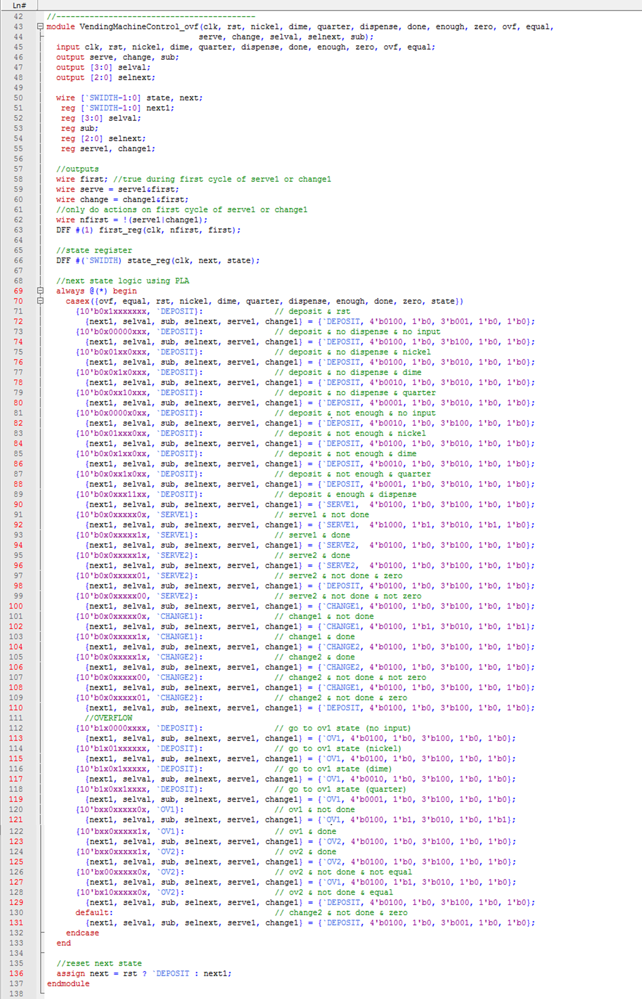 Ln#
42 //------------------------------------------
43 module VendingMachineControl_ovf(clk, rst, nickel, dime, quarter, dispense, done, enough, zero, ovf, equal,
44 serve, change, selval, selnext, sub);
45 input clk, rst, nickel, dime, quarter, dispense, done, enough, zero, ovf, equal;
46 output serve, change, sub;
47 output [3:0] selval;
48 output [2:0] selnext;
49
50 wire [`SWIDTH-1:0] state, next;
51 reg [`SWIDTH-1:0] next1;
52 reg [3:0] selval;
53 reg sub;
54 reg [2:0] selnext;
55 reg serve1, change1;
56
57 //outputs
58 wire first; //true during first cycle of serve1 or change1
59 wire serve = serve1&first;
60 wire change = change1&first;
61 //only do actions on first cycle of serve1 or change1
62 wire nfirst = !(serve1|change1);
63 DFF #(1) first_reg(clk, nfirst, first);
64
65 //state register
66 DFF #(`SWIDTH) state_reg(clk, next, state);
67
68 //next state logic using PLA
69 always @(*) begin
70 casex({ovf, equal, rst, nickel, dime, quarter, dispense, enough, done, zero, state})
71 {10'b0x1xxxxxxx, `DEPOSIT}: // deposit & rst
72 {next1, selval, sub, selnext, serve1, change1} = {`DEPOSIT, 4'b0100, 1'b0, 3'b001, 1'b0, 1'b0};
73 {10'b0x00000xxx, `DEPOSIT}: // deposit & no dispense & no input
74 {next1, selval, sub, selnext, serve1, change1} = {`DEPOSIT, 4'b0100, 1'b0, 3'b100, 1'b0, 1'b0};
75 {10'b0x01xx0xxx, `DEPOSIT}: // deposit & no dispense & nickel
76 {next1, selval, sub, selnext, serve1, change1} = {`DEPOSIT, 4'b0100, 1'b0, 3'b010, 1'b0, 1'b0};
77 {10'b0x0x1x0xxx, `DEPOSIT}: // deposit & no dispense & dime
78 {next1, selval, sub, selnext, serve1, change1} = {`DEPOSIT, 4'b0010, 1'b0, 3'b010, 1'b0, 1'b0};
79 {10'b0x0xx10xxx, `DEPOSIT}: // deposit & no dispense & quarter
80 {next1, selval, sub, selnext, serve1, change1} = {`DEPOSIT, 4'b0001, 1'b0, 3'b010, 1'b0, 1'b0};
81 {10'b0x0000x0xx, `DEPOSIT}: // deposit & not enough & no input
82 {next1, selval, sub, selnext, serve1, change1} = {`DEPOSIT, 4'b0010, 1'b0, 3'b100, 1'b0, 1'b0};
83 {10'b0x01xxx0xx, `DEPOSIT}: // deposit & not enough & nickel
84 {next1, selval, sub, selnext, serve1, change1} = {`DEPOSIT, 4'b0100, 1'b0, 3'b010, 1'b0, 1'b0};
85 {10'b0x0x1xx0xx, `DEPOSIT}: // deposit & not enough & dime
86 {next1, selval, sub, selnext, serve1, change1} = {`DEPOSIT, 4'b0010, 1'b0, 3'b010, 1'b0, 1'b0};
87 {10'b0x0xx1x0xx, `DEPOSIT}: // deposit & not enough & quarter
88 {next1, selval, sub, selnext, serve1, change1} = {`DEPOSIT, 4'b0001, 1'b0, 3'b010, 1'b0, 1'b0};
89 {10'b0x0xxx11xx, `DEPOSIT}: // deposit & enough & dispense
90 {next1, selval, sub, selnext, serve1, change1} = {`SERVE1, 4'b0100, 1'b0, 3'b100, 1'b0, 1'b0};
91 {10'b0x0xxxxx0x, `SERVE1}: // serve1 & not done
92 {next1, selval, sub, selnext, serve1, change1} = {`SERVE1, 4'b1000, 1'b1, 3'b010, 1'b1, 1'b0};
93 {10'b0x0xxxxx1x, `SERVE1}: // serve1 & done
94 {next1, selval, sub, selnext, serve1, change1} = {`SERVE2, 4'b0100, 1'b0, 3'b100, 1'b0, 1'b0};
95 {10'b0x0xxxxx1x, `SERVE2}: // serve2 & done
96 {next1, selval, sub, selnext, serve1, change1} = {`SERVE2, 4'b0100, 1'b0, 3'b100, 1'b0, 1'b0};
97 {10'b0x0xxxxx01, `SERVE2}: // serve2 & not done & zero
98 {next1, selval, sub, selnext, serve1, change1} = {`DEPOSIT, 4'b0100, 1'b0, 3'b100, 1'b0, 1'b0};
99 {10'b0x0xxxxx00, `SERVE2}: // serve2 & not done & not zero
100 {next1, selval, sub, selnext, serve1, change1} = {`CHANGE1, 4'b0100, 1'b0, 3'b100, 1'b0, 1'b0};
101 {10'b0x0xxxxx0x, `CHANGE1}: // change1 & not done
102 {next1, selval, sub, selnext, serve1, change1} = {`CHANGE1, 4'b0100, 1'b1, 3'b010, 1'b0, 1'b1};
103 {10'b0x0xxxxx1x, `CHANGE1}: // change1 & done
104 {next1, selval, sub, selnext, serve1, change1} = {`CHANGE2, 4'b0100, 1'b0, 3'b100, 1'b0, 1'b0};
105 {10'b0x0xxxxx1x, `CHANGE2}: // change2 & done
106 {next1, selval, sub, selnext, serve1, change1} = {`CHANGE2, 4'b0100, 1'b0, 3'b100, 1'b0, 1'b0};
107 {10'b0x0xxxxx00, `CHANGE2}: // change2 & not done & not zero
108 {next1, selval, sub, selnext, serve1, change1} = {`CHANGE1, 4'b0100, 1'b0, 3'b100, 1'b0, 1'b0};
109 {10'b0x0xxxxx01, `CHANGE2}: // change2 & not done & zero
110 {next1, selval, sub, selnext, serve1, change1} = {`DEPOSIT, 4'b0100, 1'b0, 3'b100, 1'b0, 1'b0};
111 //OVERFLOW
112 {10'b1x0000xxxx, `DEPOSIT}: // go to ov1 state (no input)
113 {next1, selval, sub, selnext, serve1, change1} = {`OV1, 4'b0100, 1'b0, 3'b100, 1'b0, 1'b0};
114 {10'b1x01xxxxxx, `DEPOSIT}: // go to ov1 state (nickel)
115 {next1, selval, sub, selnext, serve1, change1} = {`OV1, 4'b0100, 1'b0, 3'b100, 1'b0, 1'b0};
116 {10'b1x0x1xxxxx, `DEPOSIT}: // go to ov1 state (dime)
117 {next1, selval, sub, selnext, serve1, change1} = {`OV1, 4'b0010, 1'b0, 3'b100, 1'b0, 1'b0};
118 {10'b1x0xx1xxxx, `DEPOSIT}: // go to ov1 state (quarter)
119 {next1, selval, sub, selnext, serve1, change1} = {`OV1, 4'b0001, 1'b0, 3'b100, 1'b0, 1'b0};
120 {10'bxx0xxxxx0x, `OV1}: // ov1 & not done
121 {next1, selval, sub, selnext, serve1, change1} = {`OV1, 4'b0100, 1'b1, 3'b010, 1'b0, 1'b1};
122 {10'bxx0xxxxx1x, `OV1}: // ov1 & done
123 {next1, selval, sub, selnext, serve1, change1} = {`OV2, 4'b0100, 1'b0, 3'b100, 1'b0, 1'b0};
124 {10'bxx0xxxxx1x, `OV2}: // ov2 & done
125 {next1, selval, sub, selnext, serve1, change1} = {`OV2, 4'b0100, 1'b0, 3'b100, 1'b0, 1'b0};
126 {10'bx00xxxxx0x, `OV2}: // ov2 & not done & not equal
127 {next1, selval, sub, selnext, serve1, change1} = {`OV1, 4'b0100, 1'b1, 3'b010, 1'b0, 1'b0};
128 {10'bx10xxxxx0x, `OV2}: // ov2 & not done & equal
129 {next1, selval, sub, selnext, serve1, change1} = {`DEPOSIT, 4'b0100, 1'b0, 3'b100, 1'b0, 1'b0};
130 default: // change2 & not done & zero
131 {next1, selval, sub, selnext, serve1, change1} = {`DEPOSIT, 4'b0100, 1'b0, 3'b001, 1'b0, 1'b0};
132 endcase
133 end
134
135 //reset next state
136 assign next = rst ? `DEPOSIT : next1;
137 endmodule
138